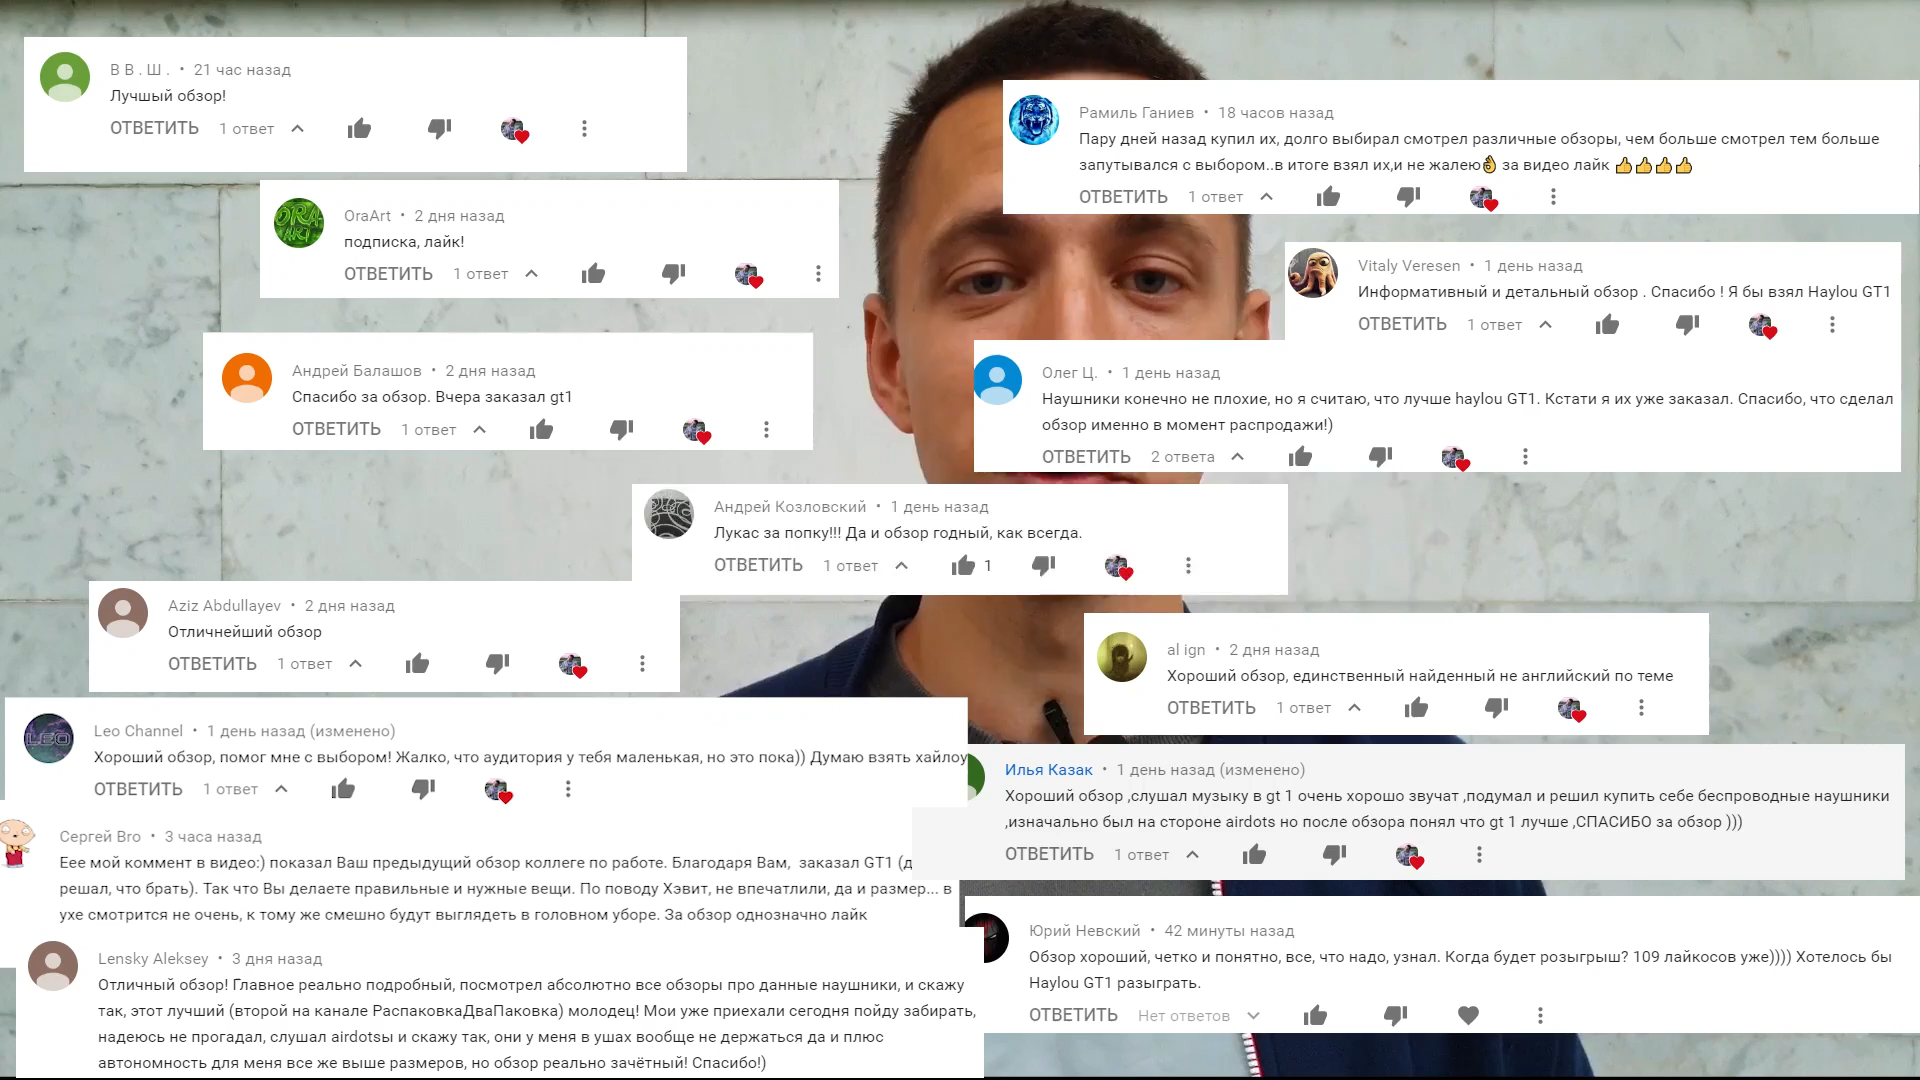 В В . Ш . • 21 час назад
Лучшый обзор!
ОТВЕТИТЬ 1 ответ
Рамиль Ганиев • 18 часов назад
Пару дней назад купил их, долго выбирал смотрел различные обзоры, чем больше смотрел тем больше
запутывался с выбором..в итоге взял их,и не жалею👌 за видео лайк 👍👍👍👍
ОТВЕТИТЬ 1 ответ
ORA ART
OraArt • 2 дня назад
подписка, лайк!
ОТВЕТИТЬ 1 ответ
Vitaly Veresen • 1 день назад
Информативный и детальный обзор . Спасибо ! Я бы взял Haylou GT1
ОТВЕТИТЬ 1 ответ
Андрей Балашов • 2 дня назад
Спасибо за обзор. Вчера заказал gt1
ОТВЕТИТЬ 1 ответ
Олег Ц. • 1 день назад
Наушники конечно не плохие, но я считаю, что лучше haylou GT1. Кстати я их уже заказал. Спасибо, что сделал
обзор именно в момент распродажи!)
ОТВЕТИТЬ 2 ответа
Андрей Козловский • 1 день назад
Лукас за попку!!! Да и обзор годный, как всегда.
ОТВЕТИТЬ 1 ответ 1
Aziz Abdullayev • 2 дня назад
Отличнейший обзор
ОТВЕТИТЬ 1 ответ
al ign • 2 дня назад
Хороший обзор, единственный найденный не английский по теме
ОТВЕТИТЬ 1 ответ
LEO
Leo Channel • 1 день назад (изменено)
Хороший обзор, помог мне с выбором! Жалко, что аудитория у тебя маленькая, но это пока)) Думаю взять хайлоу
ОТВЕТИТЬ 1 ответ
Илья Казак • 1 день назад (изменено)
Хороший обзор ,слушал музыку в gt 1 очень хорошо звучат ,подумал и решил купить себе беспроводные наушники
,изначально был на стороне airdots но после обзора понял что gt 1 лучше ,СПАСИБО за обзор )))
ОТВЕТИТЬ 1 ответ
Сергей Bro • 3 часа назад
Еее мой коммент в видео:) показал Ваш предыдущий обзор коллеге по работе. Благодаря Вам, заказал GT1 (д
решал, что брать). Так что Вы делаете правильные и нужные вещи. По поводу Хэвит, не впечатлили, да и размер... в
ухе смотрится не очень, к тому же смешно будут выглядеть в головном уборе. За обзор однозначно лайк
Юрий Невский • 42 минуты назад
Обзор хороший, четко и понятно, все, что надо, узнал. Когда будет розыгрыш? 109 лайкосов уже)))) Хотелось бы
Haylou GT1 разыграть.
ОТВЕТИТЬ Нет ответов
Lensky Aleksey • 3 дня назад
Отличный обзор! Главное реально подробный, посмотрел абсолютно все обзоры про данные наушники, и скажу
так, этот лучший (второй на канале РаспаковкаДваПаковка) молодец! Мои уже приехали сегодня пойду забирать,
надеюсь не прогадал, слушал airdotsы и скажу так, они у меня в ушах вообще не держаться да и плюс
автономность для меня все же выше размеров, но обзор реально зачётный! Спасибо!)